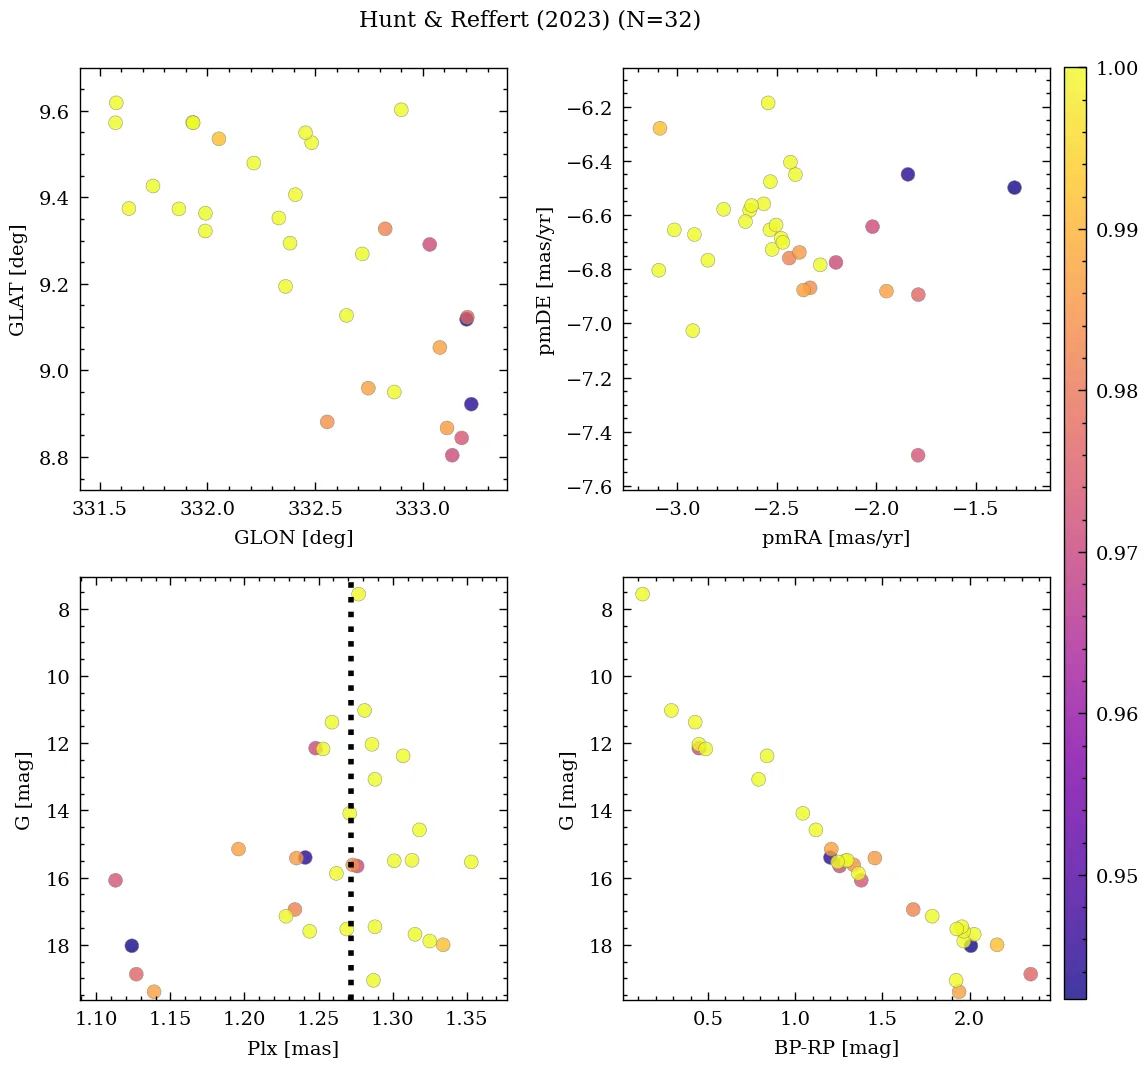 Hunt & Reffert (2023) (N=32)
9.6
9.4
9.2
9.0
8.8
GLAT [deg]
331.5 332.0 332.5 333.0
GLON [deg]
−6.2
−6.4
−6.6
−6.8
−7.0
−7.2
−7.4
−7.6
pmDE [mas/yr]
−3.0 −2.5 −2.0 −1.5
pmRA [mas/yr]
8
10
12
14
16
18
G [mag]
1.10 1.15 1.20 1.25 1.30 1.35
Plx [mas]
8
10
12
14
16
18
G [mag]
0.5 1.0 1.5 2.0
BP-RP [mag]
1.00
0.99
0.98
0.97
0.96
0.95